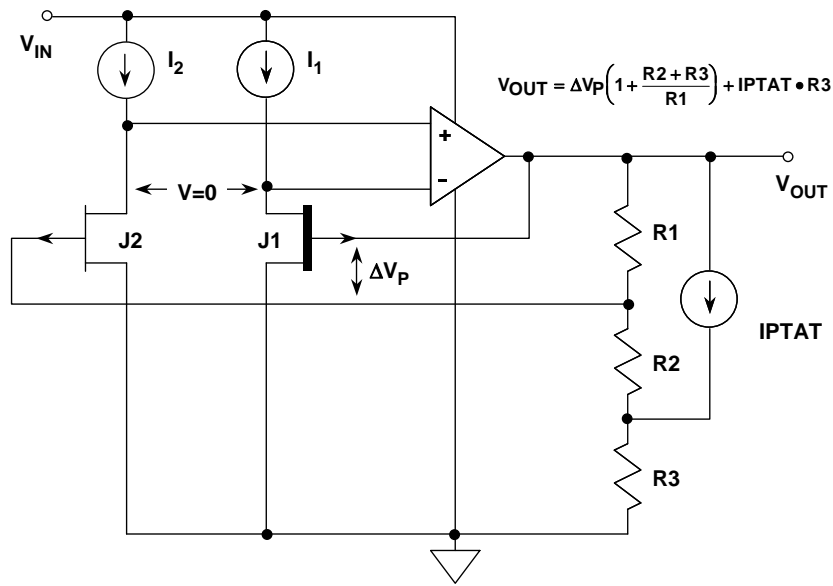 V_IN
I_2
I_1
V_OUT = ΔV_P(1 + (R2 + R3)/R1) + IPTAT • R3
+
−
V=0
V_OUT
J2
J1
ΔV_P
R1
IPTAT
R2
R3